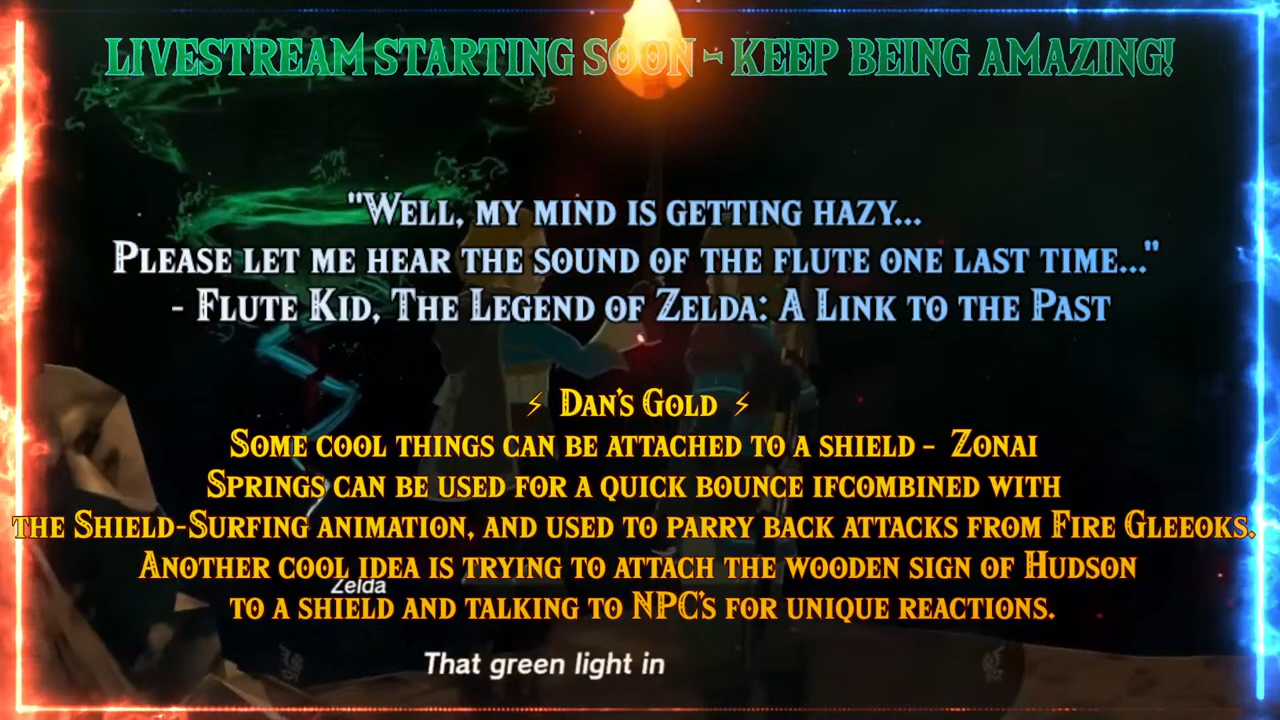 LIVESTREAM STARTING SOON - KEEP BEING AMAZING!
"WELL, MY MIND IS GETTING HAZY...
PLEASE LET ME HEAR THE SOUND OF THE FLUTE ONE LAST TIME..."
- FLUTE KID, THE LEGEND OF ZELDA: A LINK TO THE PAST
⚡ DAN'S GOLD ⚡
SOME COOL THINGS CAN BE ATTACHED TO A SHIELD - ZONAI
SPRINGS CAN BE USED FOR A QUICK BOUNCE IFCOMBINED WITH
THE SHIELD-SURFING ANIMATION, AND USED TO PARRY BACK ATTACKS FROM FIRE GLEEOKS.
ANOTHER COOL IDEA IS TRYING TO ATTACH THE WOODEN SIGN OF HUDSON
Zelda
TO A SHIELD AND TALKING TO NPC'S FOR UNIQUE REACTIONS.
That green light in